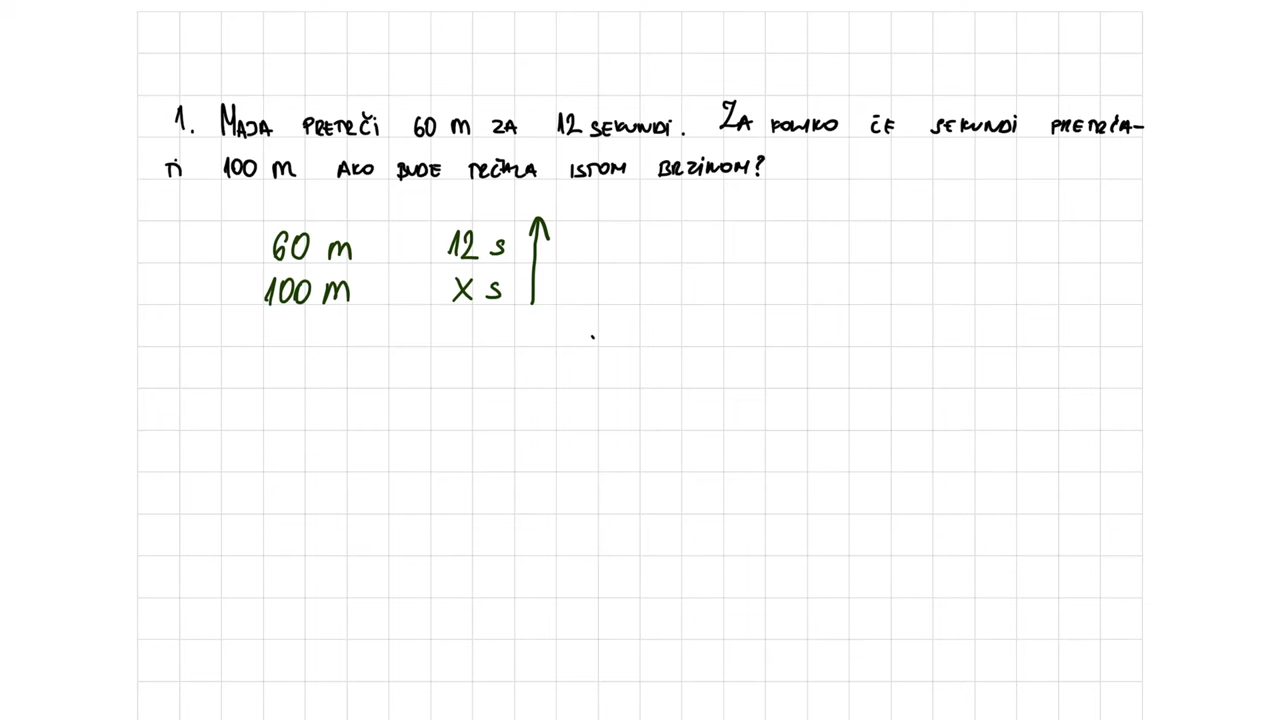 1. MAJA PRETRČI 60 m ZA 12 SEKUNDI. ZA KOLIKO ĆE SEKUNDI PRETRČA-
TI 100 m AKO BUDE TRČALA ISTOM BRZINOM?
60 m 12 s
100 m x s